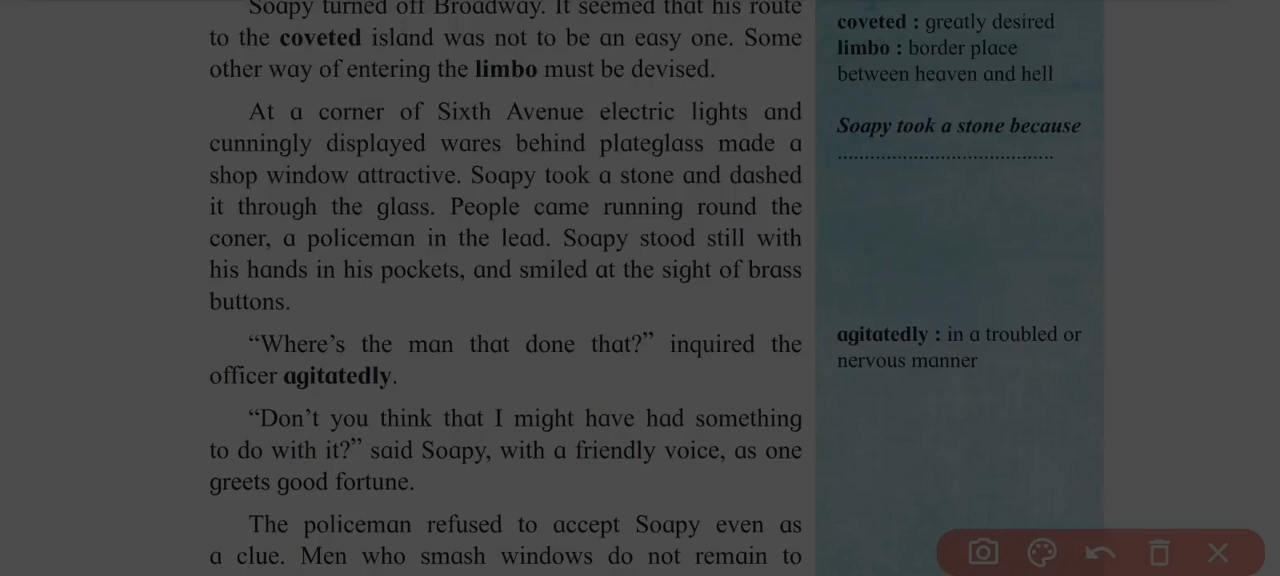 Soapy turned off Broadway. It seemed that his route
to the coveted island was not to be an easy one. Some
other way of entering the limbo must be devised.
At a corner of Sixth Avenue electric lights and
cunningly displayed wares behind plateglass made a
shop window attractive. Soapy took a stone and dashed
it through the glass. People came running round the
coner, a policeman in the lead. Soapy stood still with
his hands in his pockets, and smiled at the sight of brass
buttons.
“Where’s the man that done that?” inquired the
officer agitatedly.
“Don’t you think that I might have had something
to do with it?” said Soapy, with a friendly voice, as one
greets good fortune.
The policeman refused to accept Soapy even as
a clue. Men who smash windows do not remain to
coveted : greatly desired
limbo : border place
between heaven and hell
Soapy took a stone because
.........................................
agitatedly : in a troubled or
nervous manner